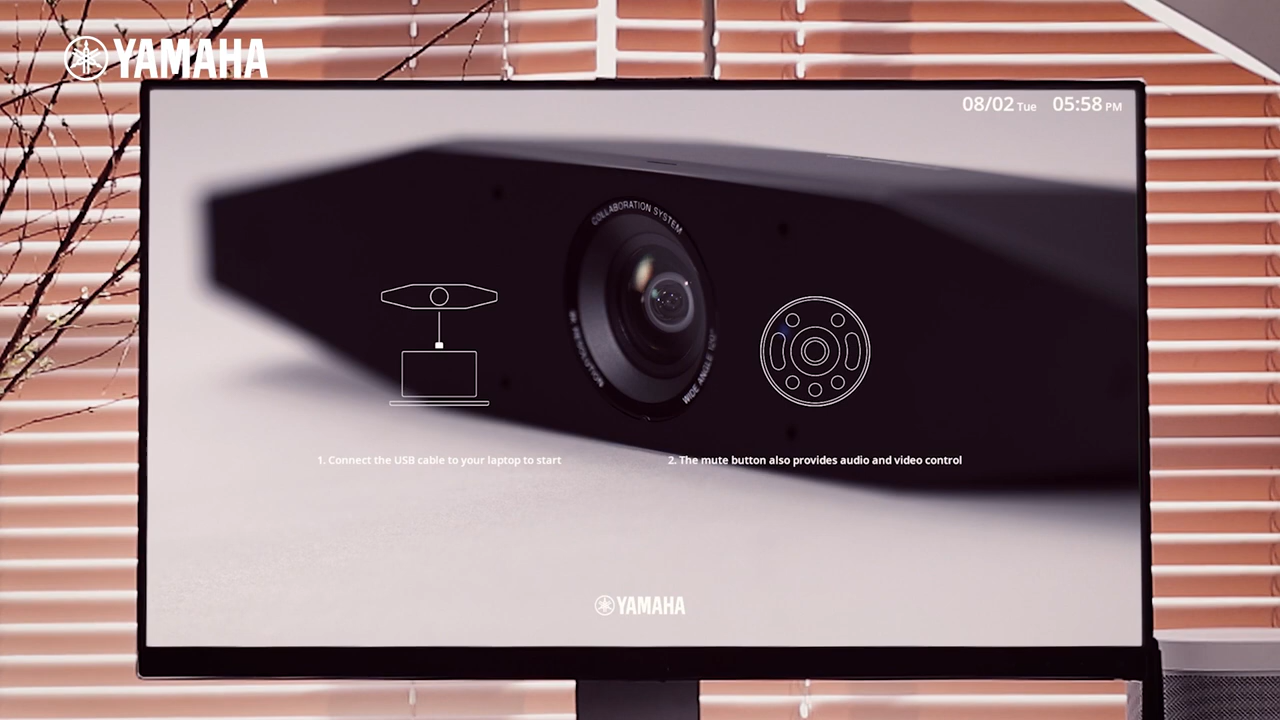 YAMAHA
08/02 Tue 05:58 PM
COLLABORATION SYSTEM
4K RESOLUTION
WIDE ANGLE 120°
1. Connect the USB cable to your laptop to start
2. The mute button also provides audio and video control
YAMAHA